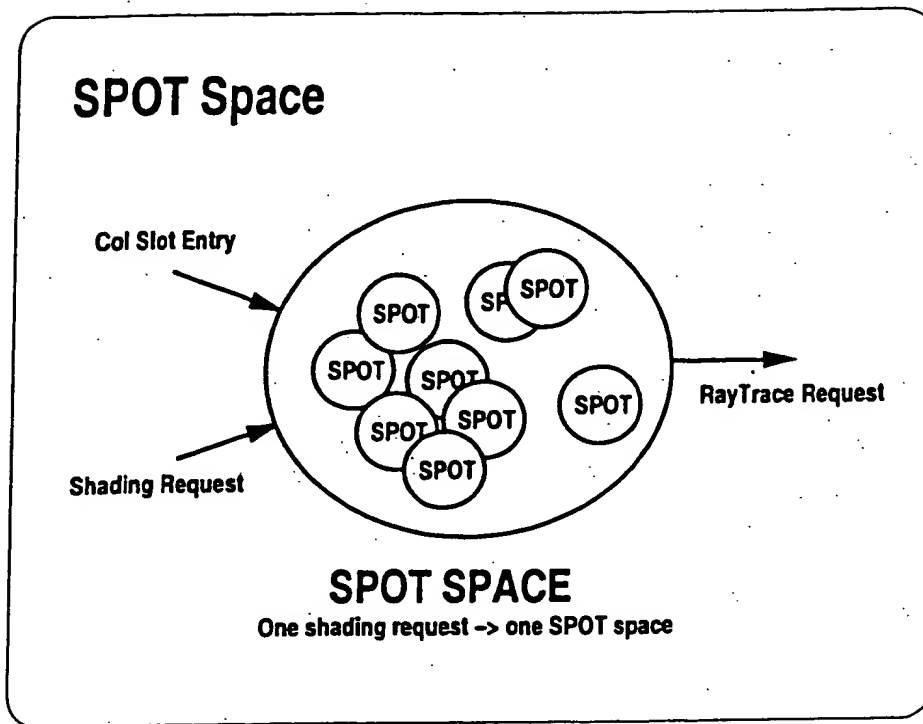 SPOT Space
Col Slot Entry
SPOT
SPOT
SPOT
SPOT
SPOT
SPOT
SPOT
SPOT
SPOT
RayTrace Request
Shading Request
SPOT SPACE
One shading request -> one SPOT space